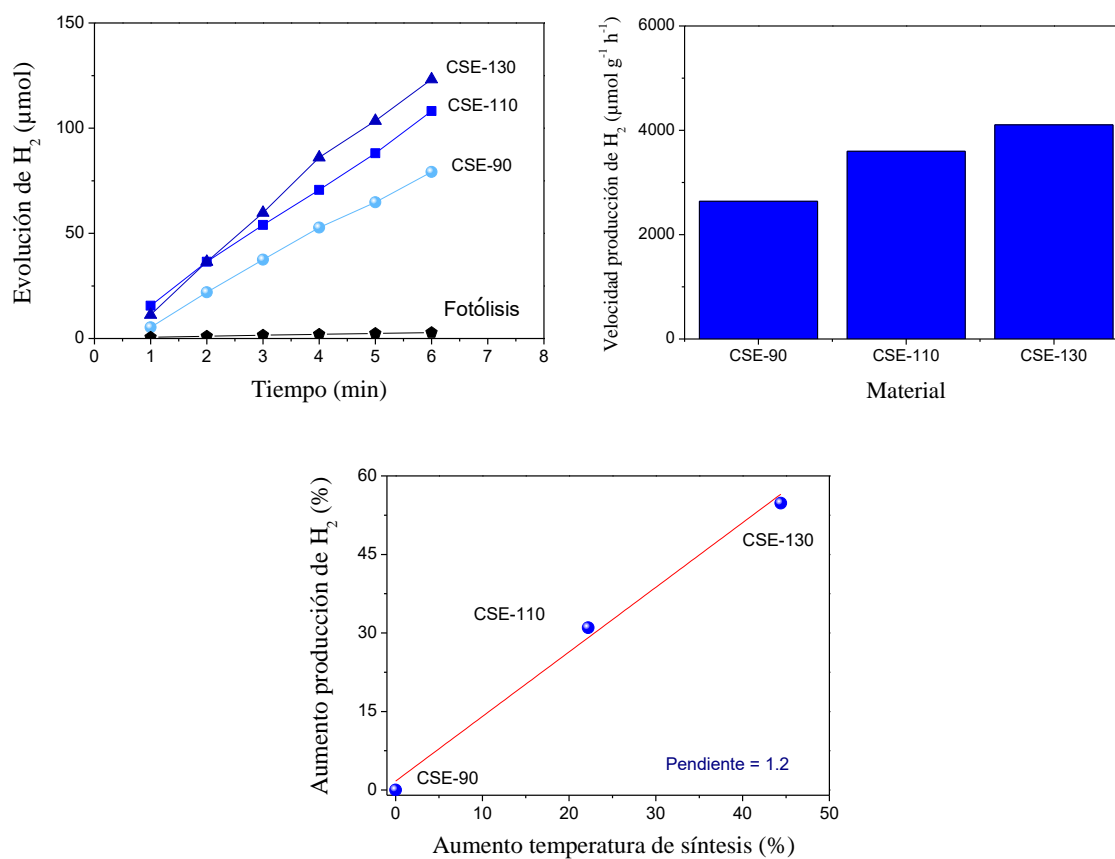 150
100
50
0
0
1
2
3
4
5
6
7
8
Evolución de H₂ (µmol)
Tiempo (min)
CSE-130
CSE-110
CSE-90
Fotólisis
6000
4000
2000
0
Velocidad producción de H₂ (µmol g⁻¹ h⁻¹)
CSE-90
CSE-110
CSE-130
Material
60
45
30
15
0
0
10
20
30
40
50
Aumento producción de H₂ (%)
Aumento temperatura de síntesis (%)
CSE-130
CSE-110
CSE-90
Pendiente = 1.2